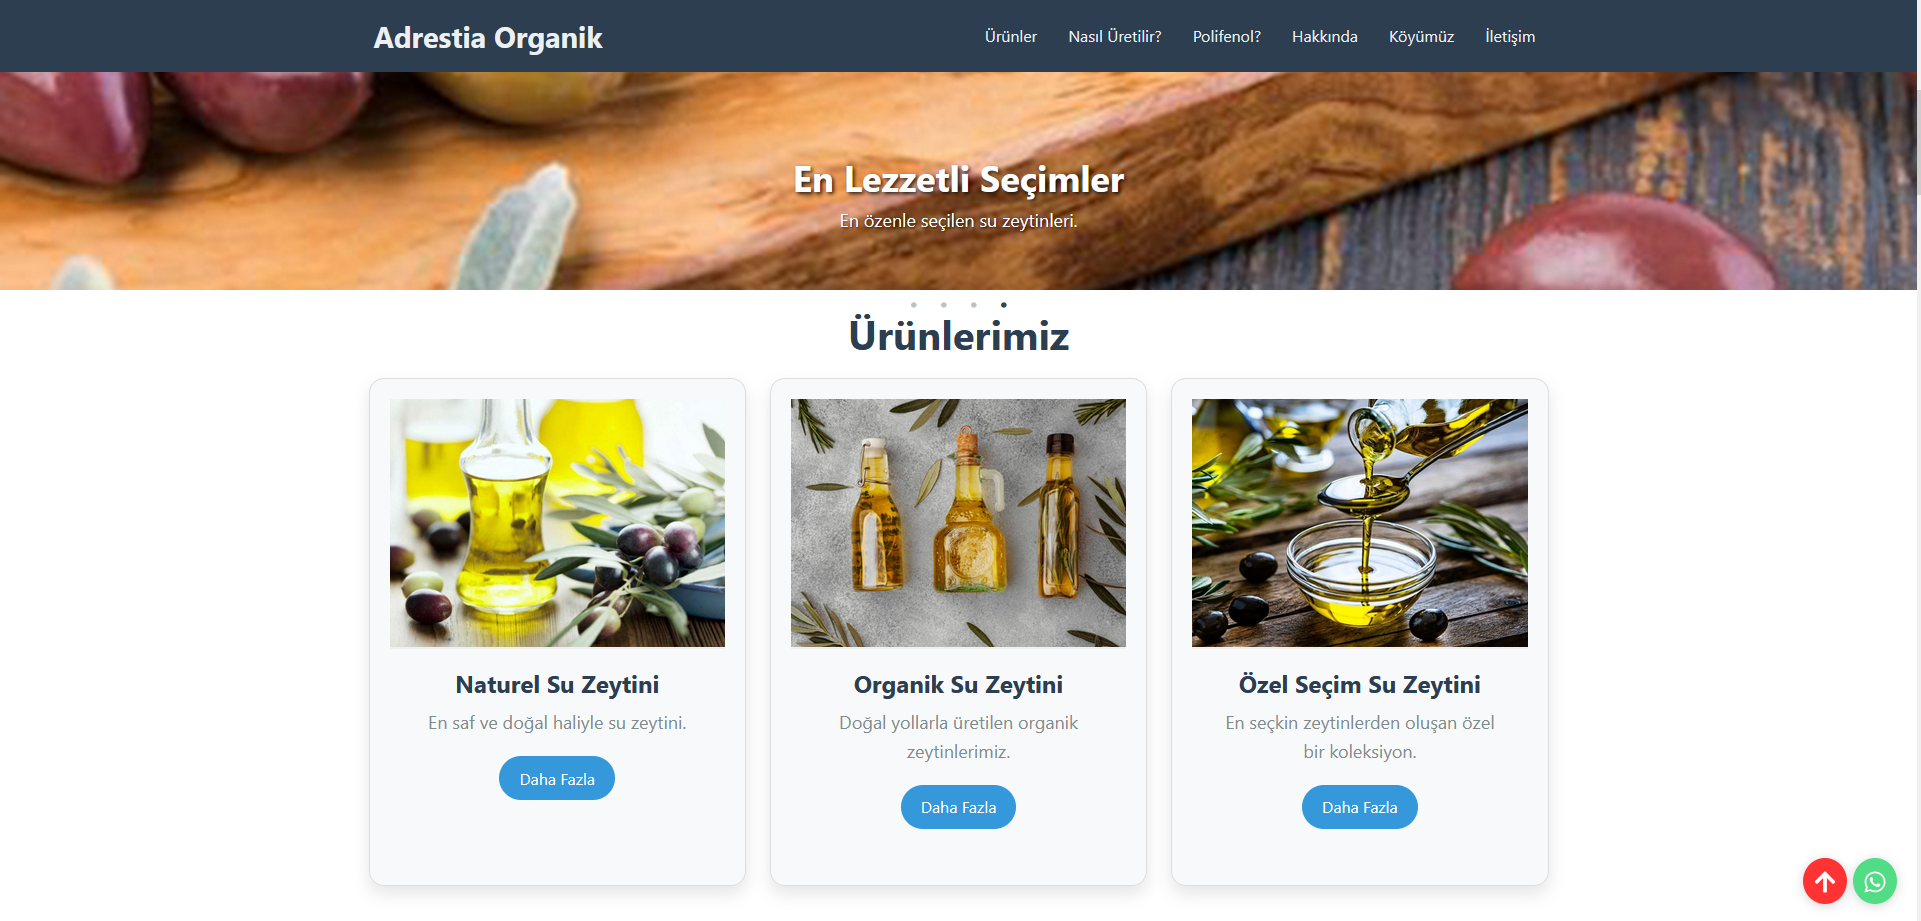 Adrestia Organik
Ürünler Nasıl Üretilir? Polifenol? Hakkında Köyümüz İletişim
En Lezzetli Seçimler
En özenle seçilen su zeytinleri.
Ürünlerimiz
Naturel Su Zeytini
En saf ve doğal haliyle su zeytini.
Daha Fazla
Organik Su Zeytini
Doğal yollarla üretilen organik
zeytinlerimiz.
Daha Fazla
Özel Seçim Su Zeytini
En seçkin zeytinlerden oluşan özel
bir koleksiyon.
Daha Fazla